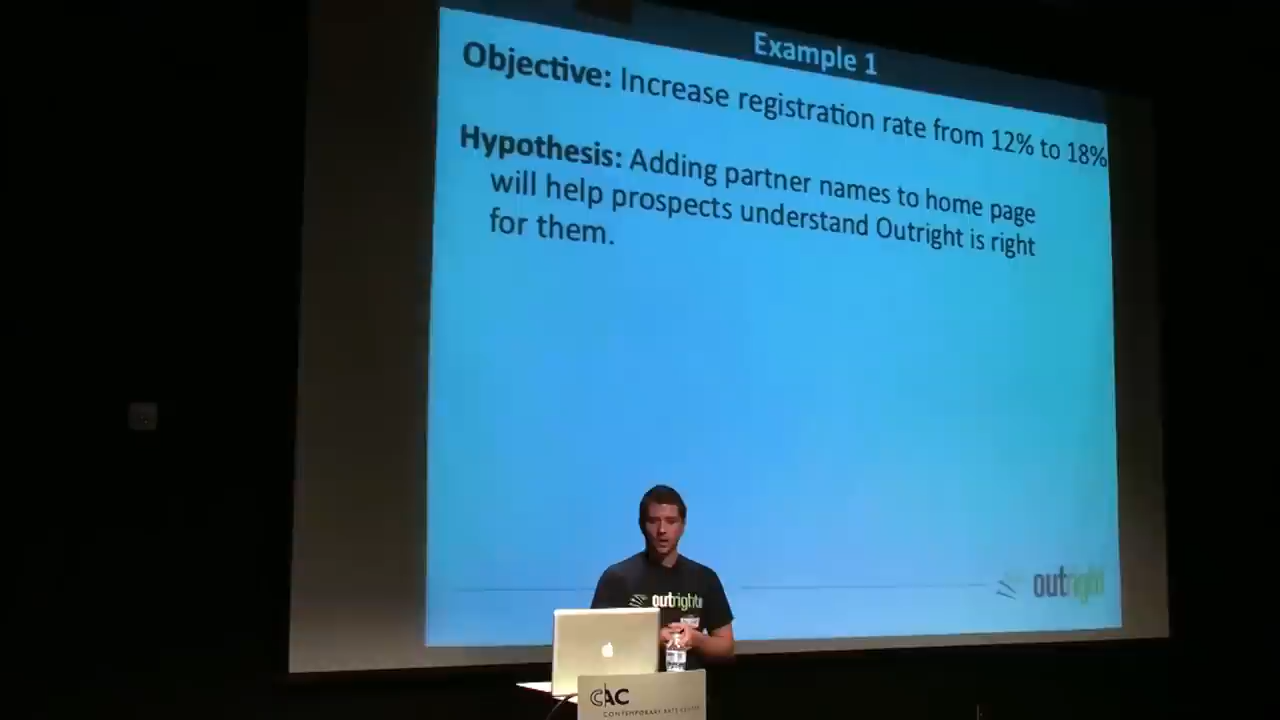 Example 1
Objective: Increase registration rate from 12% to 18%
Hypothesis: Adding partner names to home page
will help prospects understand Outright is right
for them.
outright
outright
CAC
CONTEMPORARY ARTS CENTER